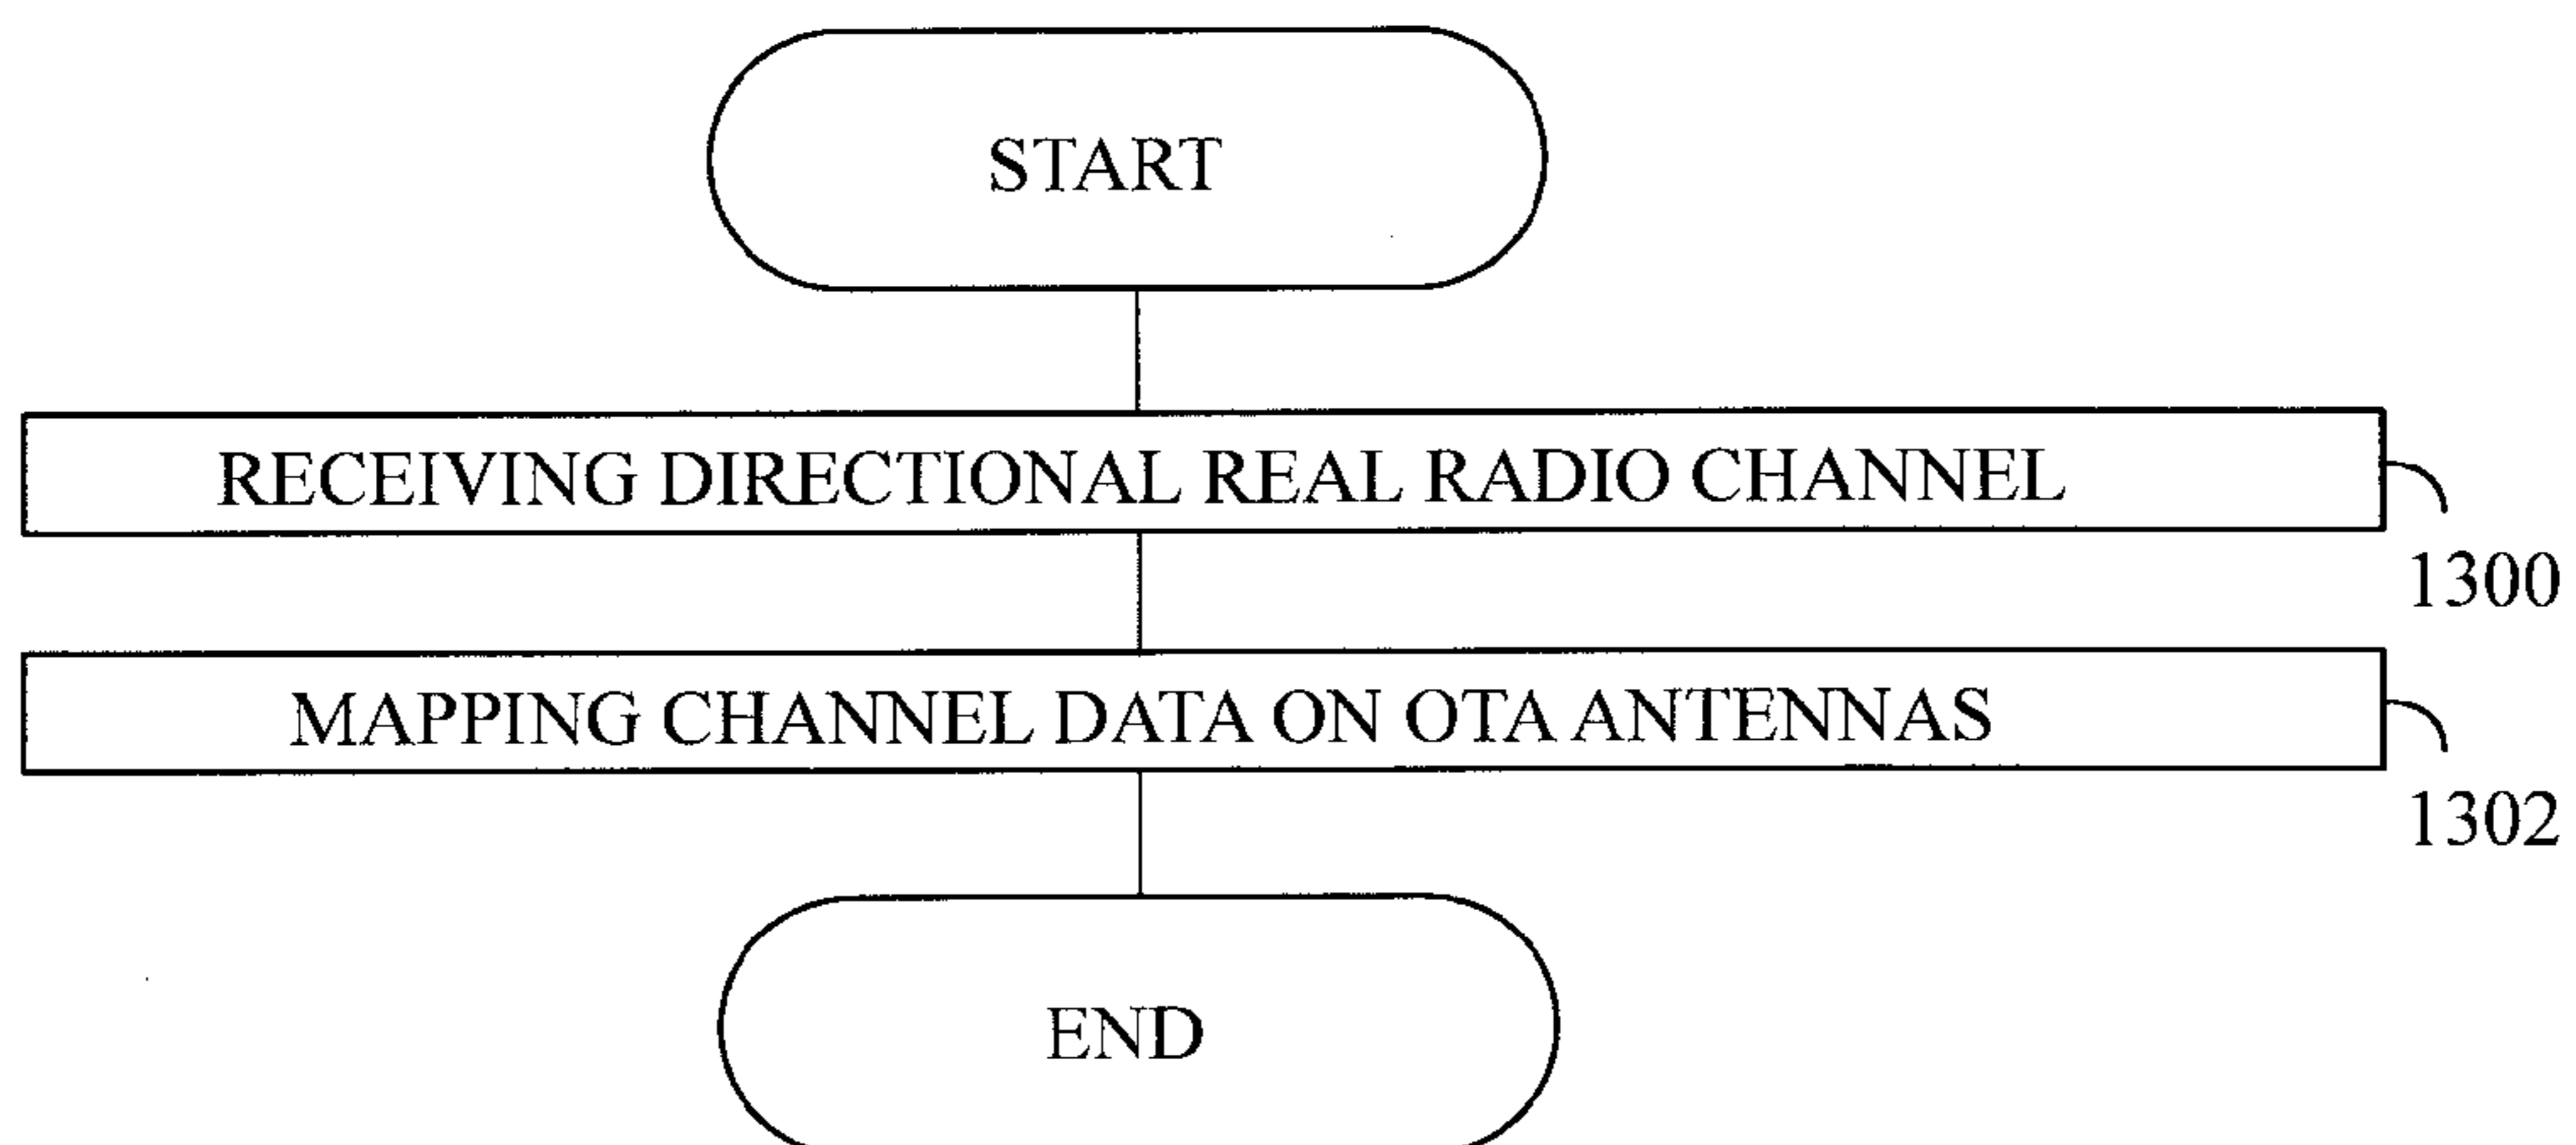 START
RECEIVING DIRECTIONAL REAL RADIO CHANNEL
1300
MAPPING CHANNEL DATA ON OTA ANTENNAS
1302
END